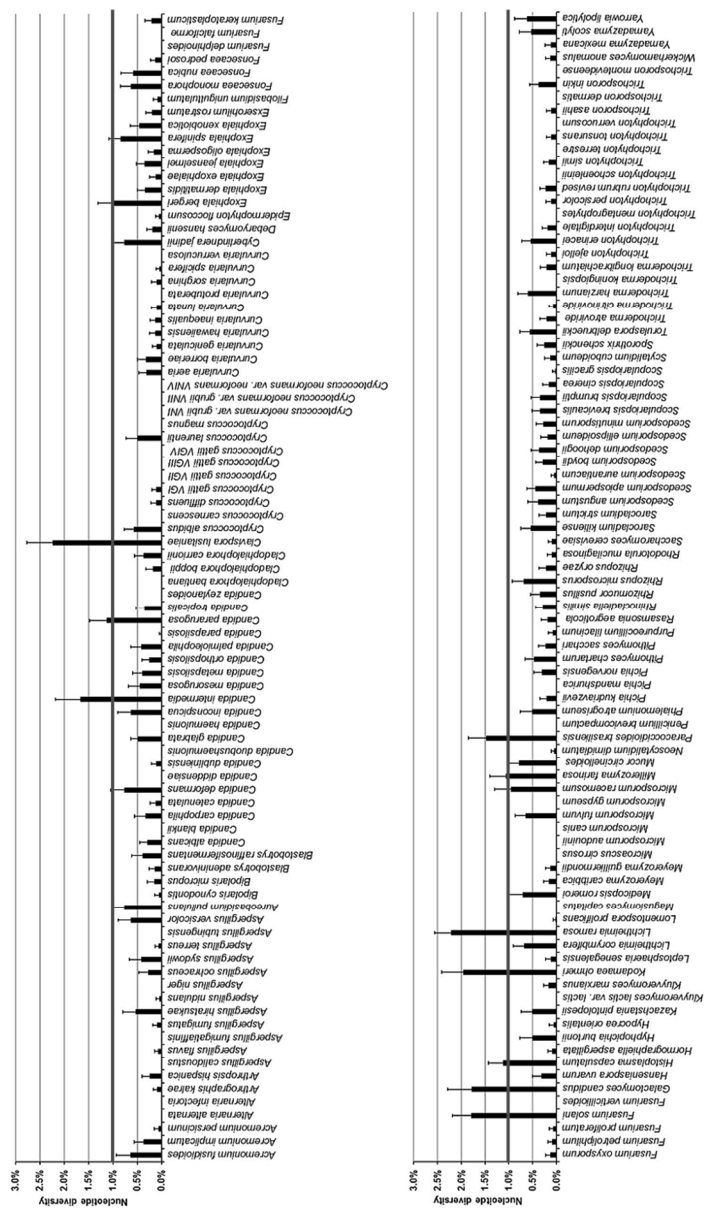 Nucleotide diversity
3.0%
2.5%
2.0%
1.5%
1.0%
0.5%
0.0%
Acremonium fusidioides
Acremonium implicatum
Acremonium persicinum
Alternaria alternata
Alternaria infectoria
Arthrographis kalrae
Arthropsis hispanica
Aspergillus calidoustus
Aspergillus flavus
Aspergillus fumigatiaffinis
Aspergillus fumigatus
Aspergillus hiratsukae
Aspergillus nidulans
Aspergillus niger
Aspergillus ochraceus
Aspergillus sydowii
Aspergillus terreus
Aspergillus tubingensis
Aspergillus versicolor
Aureobasidium pullulans
Bipolaris cynodontis
Bipolaris micropus
Blastobotrys adeninivorans
Blastobotrys raffinosifermentans
Candida albicans
Candida blankii
Candida carpophila
Candida catenulata
Candida deformans
Candida diddensiae
Candida dubliniensis
Candida duobushaemulonis
Candida glabrata
Candida haemulonis
Candida inconspicua
Candida intermedia
Candida mesorugosa
Candida metapsilosis
Candida orthopsilosis
Candida palmioleophila
Candida parapsilosis
Candida pararugosa
Candida tropicalis
Candida zeylanoides
Cladophialophora bantiana
Cladophialophora boppii
Cladophialophora carrionii
Clavispora lusitaniae
Cryptococcus albidus
Cryptococcus carnescens
Cryptococcus diffluens
Cryptococcus gattii VGI
Cryptococcus gattii VGII
Cryptococcus gattii VGIII
Cryptococcus gattii VGIV
Cryptococcus laurentii
Cryptococcus magnus
Cryptococcus neoformans var. grubii VNI
Cryptococcus neoformans var. grubii VNII
Cryptococcus neoformans var. neoformans VNIV
Curvularia aeria
Curvularia borreriae
Curvularia geniculata
Curvularia hawaiiensis
Curvularia inaequalis
Curvularia lunata
Curvularia protuberata
Curvularia sorghina
Curvularia spicifera
Curvularia verruculosa
Cyberlindnera jadinii
Debaryomyces hansenii
Epidermophyton floccosum
Exophiala bergeri
Exophiala dermatitidis
Exophiala exophialae
Exophiala jeanselmei
Exophiala oligosperma
Exophiala spinifera
Exophiala xenobiotica
Exserohilum rostratum
Filobasidium uniguttulatum
Fonsecaea monophora
Fonsecaea nubica
Fonsecaea pedrosoi
Fusarium delphinoides
Fusarium falciforme
Fusarium keratoplasticum
Nucleotide diversity
3.0%
2.5%
2.0%
1.5%
1.0%
0.5%
0.0%
Fusarium oxysporum
Fusarium petroliphilum
Fusarium proliferatum
Fusarium solani
Fusarium verticillioides
Galactomyces candidus
Hanseniaspora uvarum
Histoplasma capsulatum
Hormographiella aspergillata
Hyphopichia burtonii
Hypocrea orientalis
Kazachstania pintolopesii
Kluyveromyces lactis var. lactis
Kluyveromyces marxianus
Kodamaea ohmeri
Leptosphaeria senegalensis
Lichtheimia corymbifera
Lichtheimia ramosa
Lomentospora prolificans
Magnusiomyces capitatus
Medicopsis romeroi
Meyerozyma caribbica
Meyerozyma guilliermondii
Microascus cirrosus
Microsporum audouinii
Microsporum canis
Microsporum fulvum
Microsporum gypseum
Microsporum racemosum
Millerozyma farinosa
Mucor circinelloides
Neoscytalidium dimidiatum
Paracoccidioides brasiliensis
Penicillium brevicompactum
Phialemonium atrogriseum
Pichia kudriavzevii
Pichia mandshurica
Pichia norvegensis
Pithomyces chartarum
Pithomyces sacchari
Purpureocillium lilacinum
Rasamsonia aegroticola
Rhinocladiella similis
Rhizomucor pusillus
Rhizopus microsporus
Rhizopus oryzae
Rhodotorula mucilaginosa
Saccharomyces cerevisiae
Sarocladium kiliense
Sarocladium strictum
Scedosporium angustum
Scedosporium apiospermum
Scedosporium aurantiacum
Scedosporium boydii
Scedosporium dehoogii
Scedosporium ellipsoideum
Scedosporium minutisporum
Scopulariopsis brevicaulis
Scopulariopsis brumptii
Scopulariopsis cinerea
Scopulariopsis gracilis
Scytalidium cuboideum
Sporothrix schenckii
Torulaspora delbrueckii
Trichoderma atroviride
Trichoderma citrinoviride
Trichoderma harzianum
Trichoderma koningiopsis
Trichoderma longibrachiatum
Trichophyton ajelloi
Trichophyton erinacei
Trichophyton interdigitale
Trichophyton mentagrophytes
Trichophyton persicolor
Trichophyton rubrum revised
Trichophyton schoenleinii
Trichophyton simii
Trichophyton terrestre
Trichophyton tonsurans
Trichophyton verrucosum
Trichosporon asahii
Trichosporon dermatis
Trichosporon inkin
Trichosporon montevideense
Wickerhamomyces anomalus
Yamadazyma mexicana
Yamadazyma scolyti
Yarrowia lipolytica